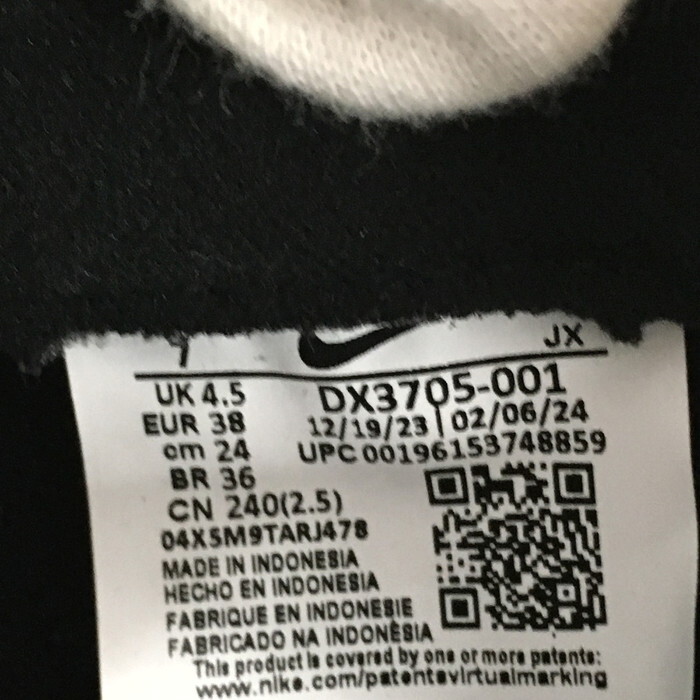 JX
UK 4.5
DX3705-001
EUR 38
12/19/23 | 02/06/24
cm 24
UPC 00196153748859
BR 36
CN 240(2.5)
04X5M9TARJ478
MADE IN INDONESIA
HECHO EN INDONESIA
FABRIQUE EN INDONESIE
FABRICADO NA INDONÉSIA
This product is covered by one or more patents:
www.nike.com/patentsvirtualmarking